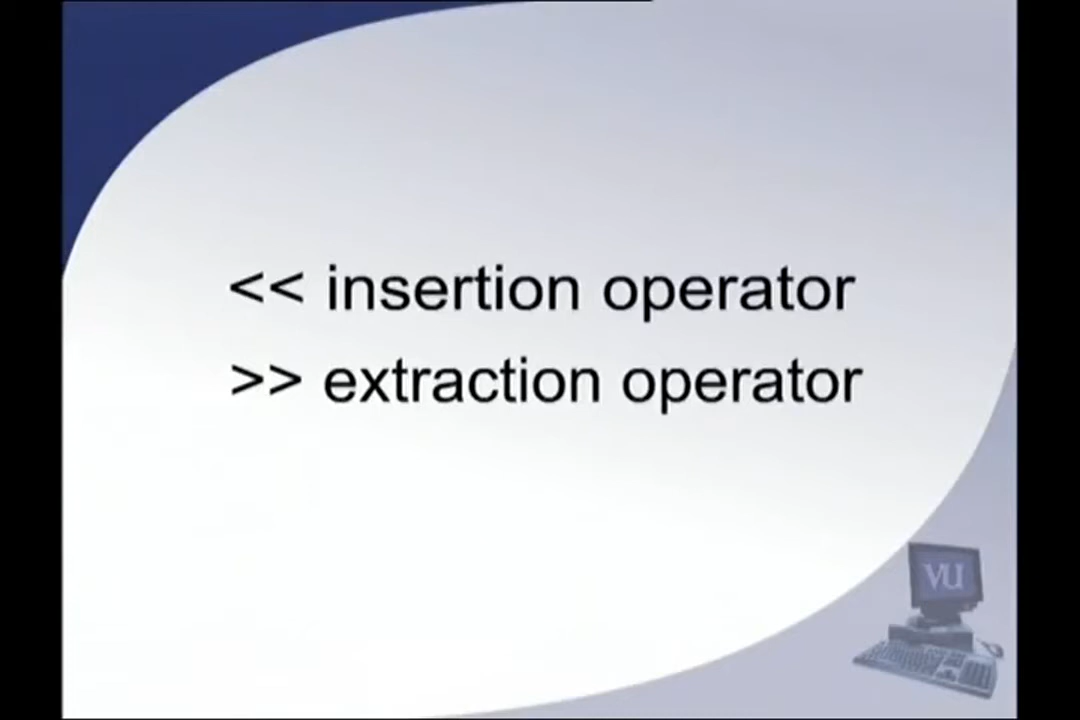 << insertion operator
>> extraction operator
VU